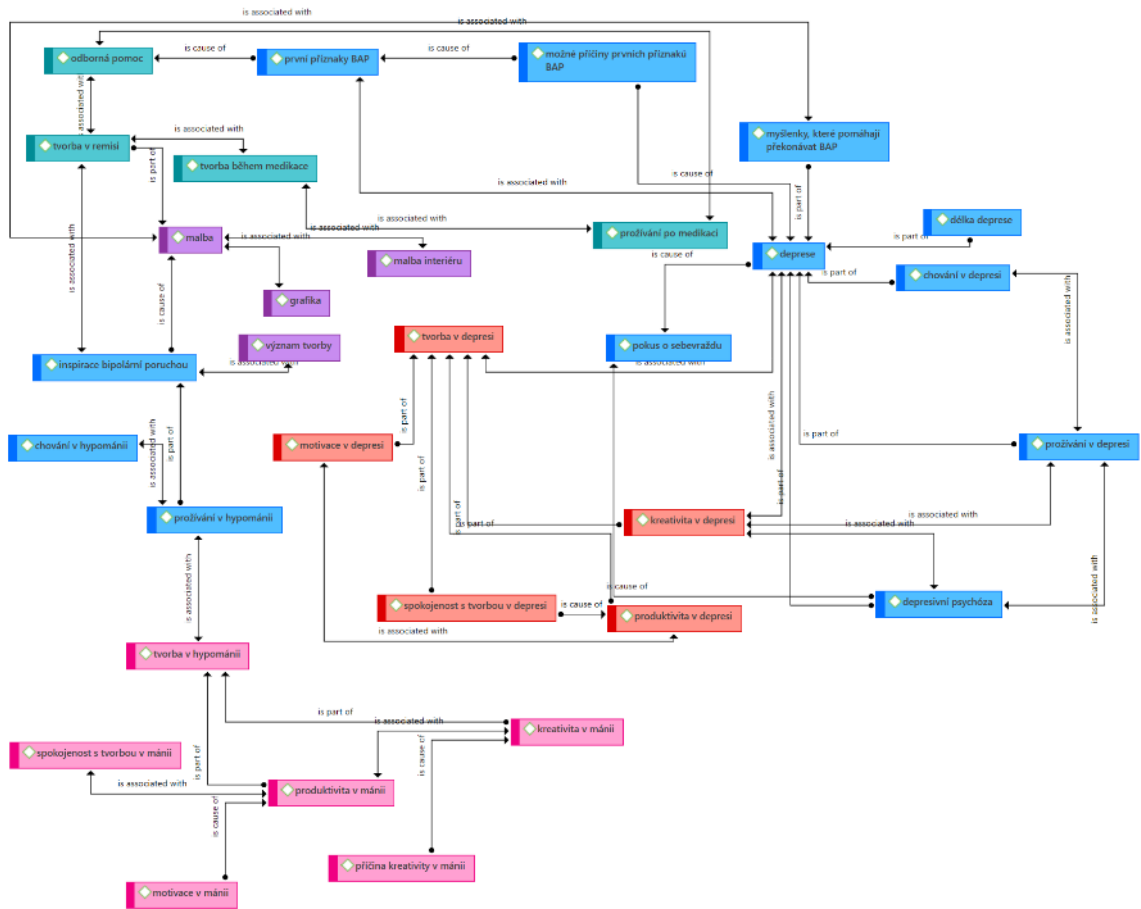 is associated with
odborná pomoc
is cause of
první příznaky BAP
is cause of
možné příčiny prvních příznaků
BAP
is associated with
tvorba v remisi
is associated with
tvorba během medikace
is part of
myšlenky, které pomáhají
překonávat BAP
is cause of
is associated with
is part of
délka deprese
is part of
is associated with
prožívání po medikaci
malba
is associated with
malba interiéru
deprese
is cause of
is part of
chování v depresi
is associated with
is associated with
grafika
is cause of
tvorba v depresi
význam tvorby
pokus o sebevraždu
inspirace bipolární poruchou
is associated with
is associated with
is associated with
is part of
motivace v depresi
is part of
is part of
prožívání v depresi
chování v hypománii
is associated with
is part of
is associated with
is part of
prožívání v hypománii
is part of
is part of
kreativita v depresi
is associated with
is associated with
is associated with
is cause of
spokojenost s tvorbou v depresi
is cause of
produktivita v depresi
depresivní psychóza
is associated with
is associated with
tvorba v hypománii
is part of
is associated with
kreativita v mánii
spokojenost s tvorbou v mánii
is part of
is cause of
is associated with
produktivita v mánii
is cause of
příčina kreativity v mánii
motivace v mánii